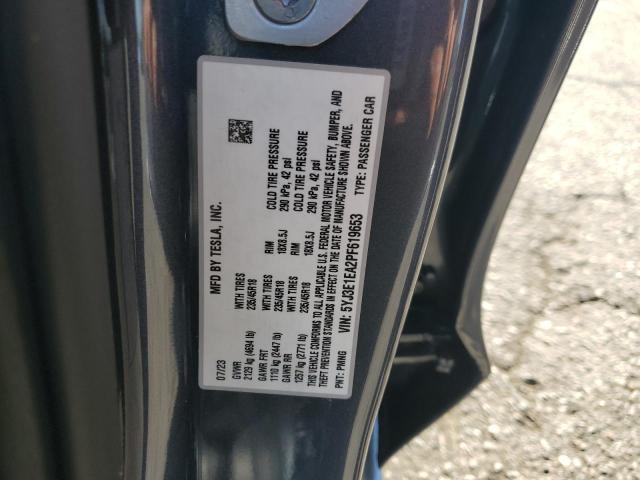 MFD BY TESLA, INC.
07/23
GVWR
2129 kg (4694 lb)
WITH TIRES
235/45R18
RIM
18X8.5J
COLD TIRE PRESSURE
290 kPa, 42 psi
GAWR FRT
1110 kg (2447 lb)
WITH TIRES
235/45R18
RIM
18X8.5J
COLD TIRE PRESSURE
290 kPa, 42 psi
GAWR RR
1257 kg (2771 lb)
WITH TIRES
235/45R18
THIS VEHICLE CONFORMS TO ALL APPLICABLE U.S. FEDERAL MOTOR VEHICLE SAFETY, BUMPER, AND
THEFT PREVENTION STANDARDS IN EFFECT ON THE DATE OF MANUFACTURE SHOWN ABOVE.
VIN: 5YJ3E1EA2PF619653
PNT: PMNG
TYPE: PASSENGER CAR